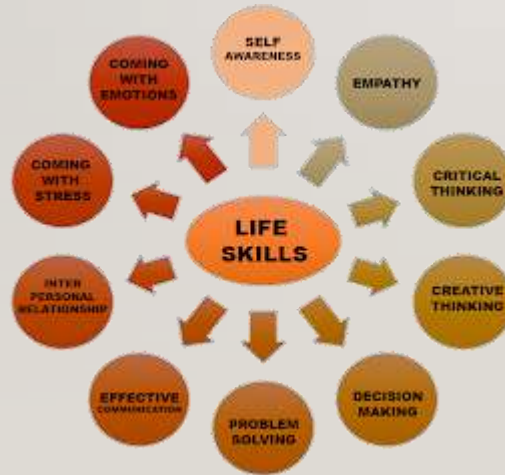 SELF
AWARENESS
EMPATHY
CRITICAL
THINKING
CREATIVE
THINKING
DECISION
MAKING
PROBLEM
SOLVING
EFFECTIVE
COMMUNICATION
INTER
PERSONAL
RELATIONSHIP
COMING
WITH
STRESS
COMING
WITH
EMOTIONS
LIFE
SKILLS